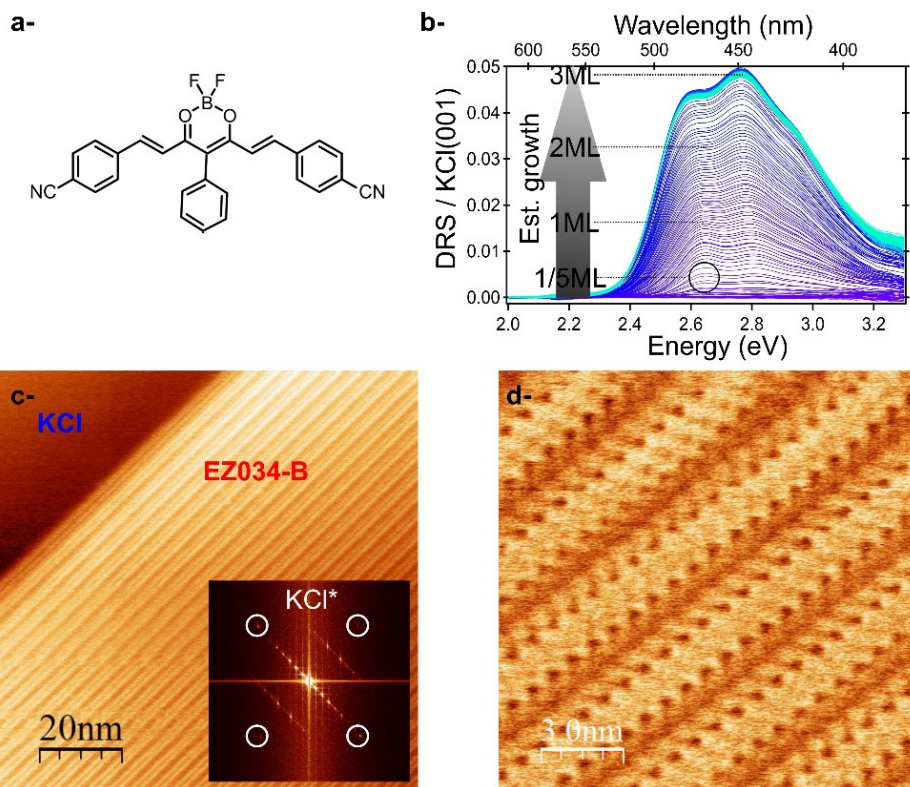 a-
F F
B
O O
NC CN
b-
Wavelength (nm)
600 550 500 450 400
DRS / KCl(001)
0.05
0.04
0.03
0.02
0.01
0.00
Est. growth
3ML
2ML
1ML
1/5ML
2.0 2.2 2.4 2.6 2.8 3.0 3.2
Energy (eV)
c-
KCl
EZ034-B
KCl*
20nm
d-
3.0nm